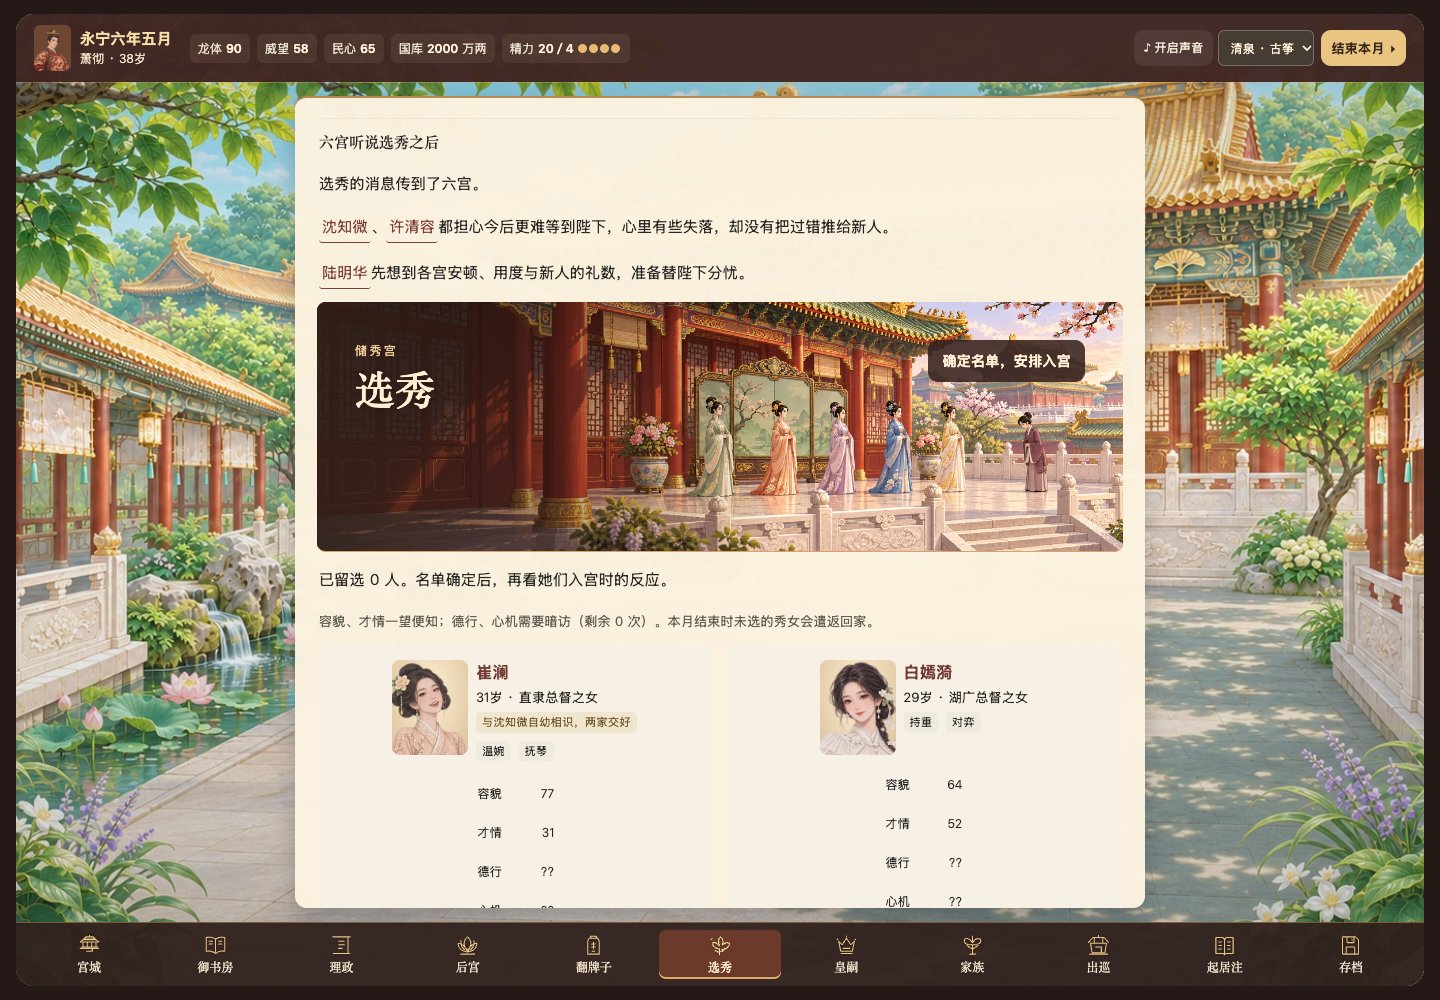 永宁六年五月
萧彻 · 38岁
龙体 90
威望 58
民心 65
国库 2000 万两
精力 20 / 4
♪ 开启声音
清泉 · 古筝
结束本月
六宫听说选秀之后
选秀的消息传到了六宫。
沈知微、许清容都担心今后更难等到陛下，心里有些失落，却没有把过错推给新人。
陆明华先想到各宫安顿、用度与新人的礼数，准备替陛下分忧。
储秀宫
选秀
确定名单，安排入宫
已留选 0 人。名单确定后，再看她们入宫时的反应。
容貌、才情一望便知；德行、心机需要暗访（剩余 0 次）。本月结束时未选的秀女会遣返回家。
崔澜
31岁 · 直隶总督之女
与沈知微自幼相识，两家交好
温婉 抚琴
容貌 77
才情 31
德行 ??
白嫣漪
29岁 · 湖广总督之女
持重 对弈
容貌 64
才情 52
德行 ??
心机 ??
宫城
御书房
理政
后宫
翻牌子
选秀
皇嗣
家族
出巡
起居注
存档